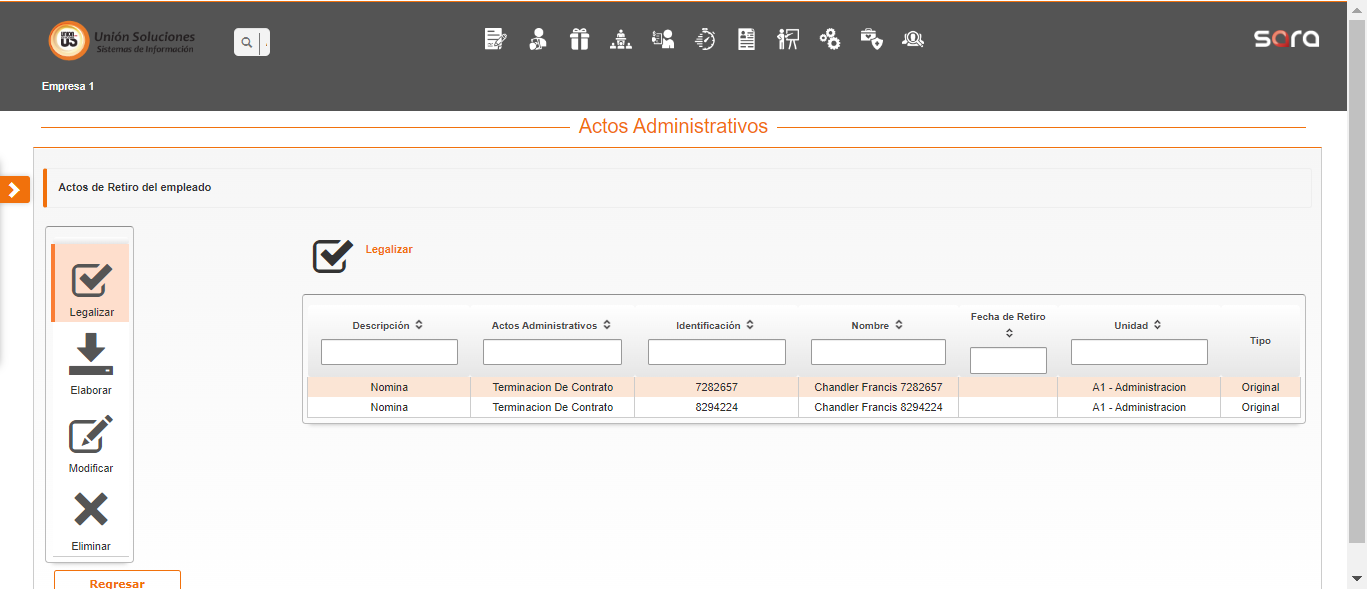 UNION
US
Unión Soluciones
Sistemas de Información
sara
Empresa 1
Actos Administrativos
Actos de Retiro del empleado
Legalizar
Elaborar
Modificar
Eliminar
Regresar
Legalizar
Descripción Actos Administrativos Identificación Nombre Fecha de Retiro Unidad Tipo
Nomina Terminacion De Contrato 7282657 Chandler Francis 7282657 A1 - Administracion Original
Nomina Terminacion De Contrato 8294224 Chandler Francis 8294224 A1 - Administracion Original